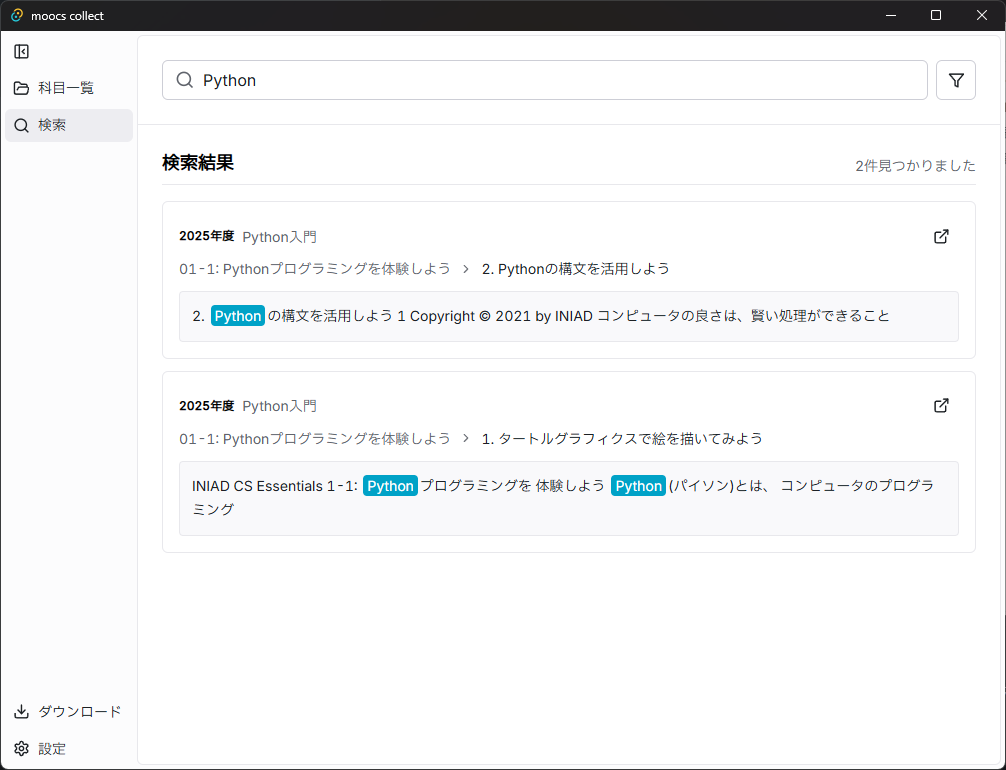 moocs collect
科目一覧
検索
Python
検索結果
2件見つかりました
2025年度 Python入門
01-1: Pythonプログラミングを体験しよう > 2. Pythonの構文を活用しよう
2. Python の構文を活用しよう 1 Copyright © 2021 by INIAD コンピュータの良さは、賢い処理ができること
2025年度 Python入門
01-1: Pythonプログラミングを体験しよう > 1. タートルグラフィクスで絵を描いてみよう
INIAD CS Essentials 1-1: Python プログラミングを 体験しよう Python (パイソン)とは、 コンピュータのプログラ
ミング
ダウンロード
設定